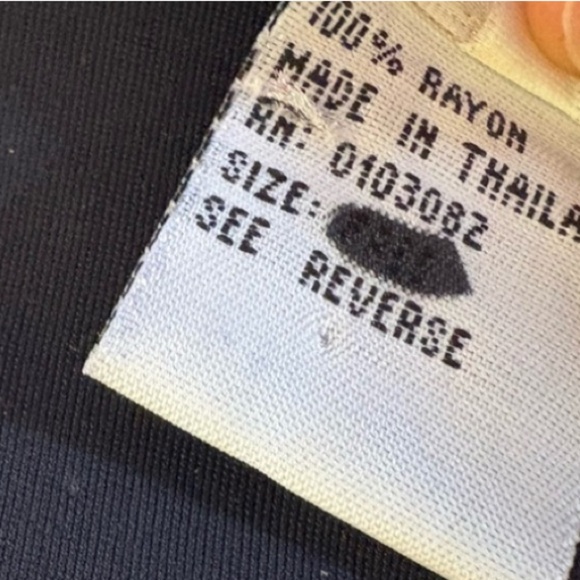 100% RAYON
MADE IN THAILA
RN: 0103082
SIZE:
SEE REVERSE